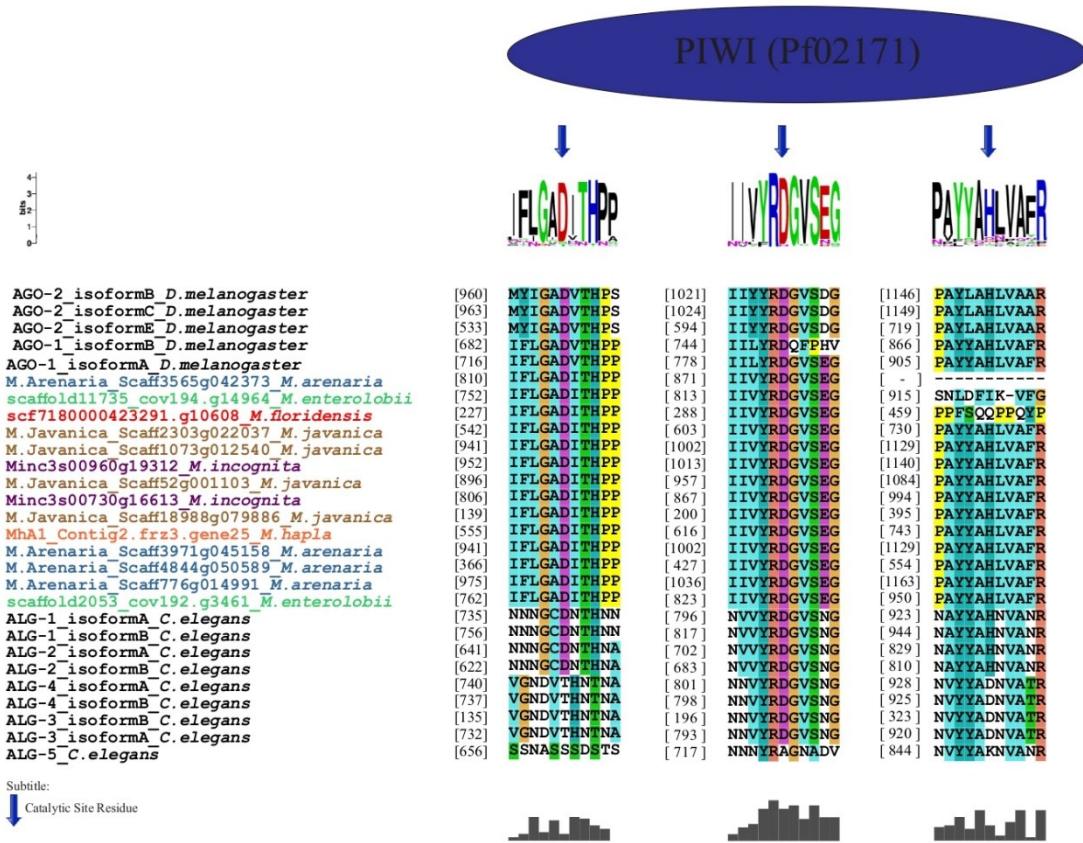 PIWI (Pf02171)
4
3
2
1
0
bits
IFLGADITHPP IIVYRDGVSEG PAYYAHLVAFR
AGO-2_isoformB_D.melanogaster [960] MYIGADVTHPS [1021] IIYYRDGVSDG [1146] PAYLAHLVAAR
AGO-2_isoformC_D.melanogaster [963] MYIGADVTHPS [1024] IIYYRDGVSDG [1149] PAYLAHLVAAR
AGO-2_isoformE_D.melanogaster [533] MYIGADVTHPS [594] IIYYRDGVSDG [719] PAYLAHLVAAR
AGO-1_isoformB_D.melanogaster [682] IFLGADVTHPP [744] IILYRDQFPHV [866] PAYYAHLVAFR
AGO-1_isoformA_D.melanogaster [716] IFLGADVTHPP [778] IILYRDGVSEG [905] PAYYAHLVAFR
M.Arenaria_Scaff3565g042373_M.arenaria [810] IFLGADITHPP [871] IIVYRDGVSEG [ - ] -----------
scaffold11735_cov194.g14964_M.enterolobii [752] IFLGADITHPP [813] IIVYRDGVSEG [915] SNLDFIK-VFG
scf7180000423291.g10608_M.floridensis [227] IFLGADITHPP [288] IIVYRDGVSEG [459] PPFSQQPPQYP
M.Javanica_Scaff2303g022037_M.javanica [542] IFLGADITHPP [603] IIVYRDGVSEG [730] PAYYAHLVAFR
M.Javanica_Scaff1073g012540_M.javanica [941] IFLGADITHPP [1002] IIVYRDGVSEG [1129] PAYYAHLVAFR
Minc3s00960g19312_M.incognita [952] IFLGADITHPP [1013] IIVYRDGVSEG [1140] PAYYAHLVAFR
M.Javanica_Scaff52g001103_M.javanica [896] IFLGADITHPP [957] IIVYRDGVSEG [1084] PAYYAHLVAFR
Minc3s00730g16613_M.incognita [806] IFLGADITHPP [867] IIVYRDGVSEG [994] PAYYAHLVAFR
M.Javanica_Scaff18988g079886_M.javanica [139] IFLGADITHPP [200] IIVYRDGVSEG [395] PAYYAHLVAFR
MhA1_Contig2.frz3.gene25_M.hapla [555] IFLGADITHPP [616] IIVYRDGVSEG [743] PAYYAHLVAFR
M.Arenaria_Scaff3971g045158_M.arenaria [941] IFLGADITHPP [1002] IIVYRDGVSEG [1129] PAYYAHLVAFR
M.Arenaria_Scaff4844g050589_M.arenaria [366] IFLGADITHPP [427] IIVYRDGVSEG [554] PAYYAHLVAFR
M.Arenaria_Scaff776g014991_M.arenaria [975] IFLGADITHPP [1036] IIVYRDGVSEG [1163] PAYYAHLVAFR
scaffold2053_cov192.g3461_M.enterolobii [762] IFLGADITHPP [823] IIVYRDGVSEG [950] PAYYAHLVAFR
ALG-1_isoformA_C.elegans [735] NNNGCDNTHNN [796] NVVYRDGVSNG [923] NAYYAHNVANR
ALG-1_isoformB_C.elegans [756] NNNGCDNTHNN [817] NVVYRDGVSNG [944] NAYYAHNVANR
ALG-2_isoformA_C.elegans [641] NNNGCDNTHNA [702] NVVYRDGVSNG [829] NAYYAHNVANR
ALG-2_isoformB_C.elegans [622] NNNGCDNTHNA [683] NVVYRDGVSNG [810] NAYYAHNVANR
ALG-4_isoformA_C.elegans [740] VGNDVTHNTNA [801] NNVYRDGVSNG [928] NVYYADNVATR
ALG-4_isoformB_C.elegans [737] VGNDVTHNTNA [798] NNVYRDGVSNG [925] NVYYADNVATR
ALG-3_isoformB_C.elegans [135] VGNDVTHNTNA [196] NNVYRDGVSNG [323] NVYYADNVATR
ALG-3_isoformA_C.elegans [732] VGNDVTHNTNA [793] NNVYRDGVSNG [920] NVYYADNVATR
ALG-5_C.elegans [656] SSNASSSDSTS [717] NNNYRAGNADV [844] NVYYAKNVANR
Subtitle:
Catalytic Site Residue